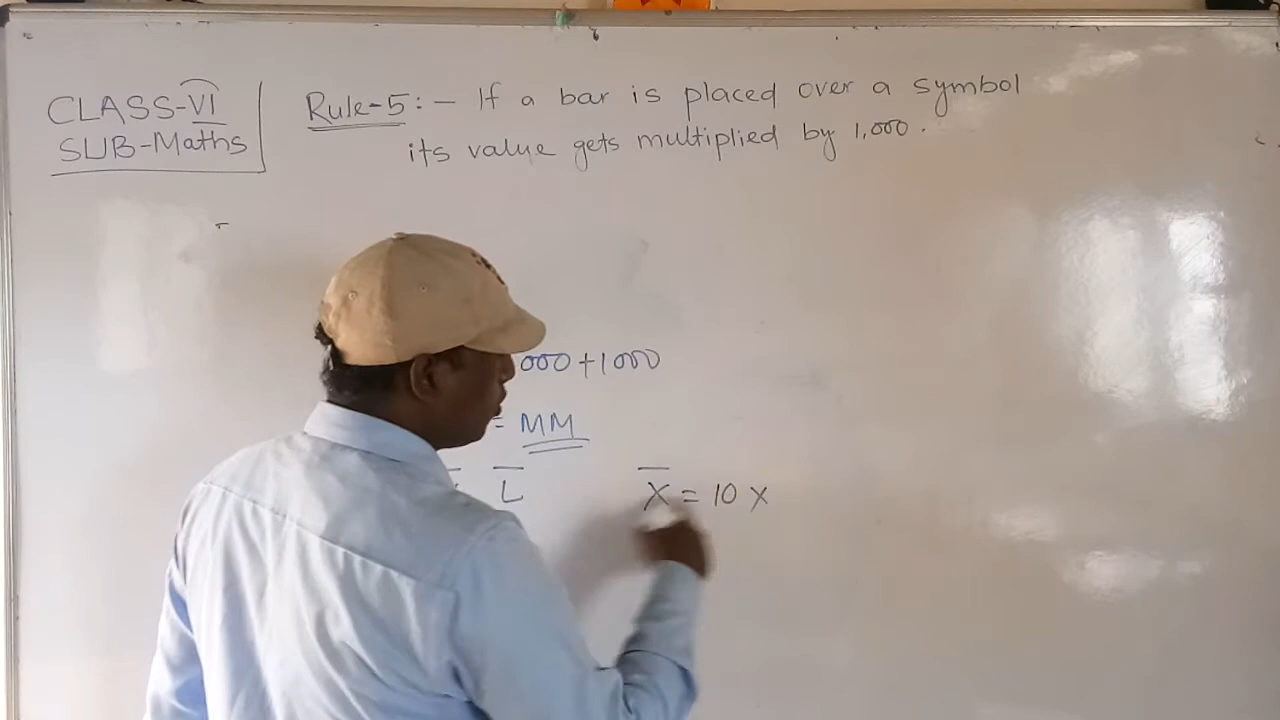 CLASS-VI
SUB-Maths
Rule-5:- If a bar is placed over a symbol
its value gets multiplied by 1,000.
000+1000
= MM
L̅ X̅ = 10 X